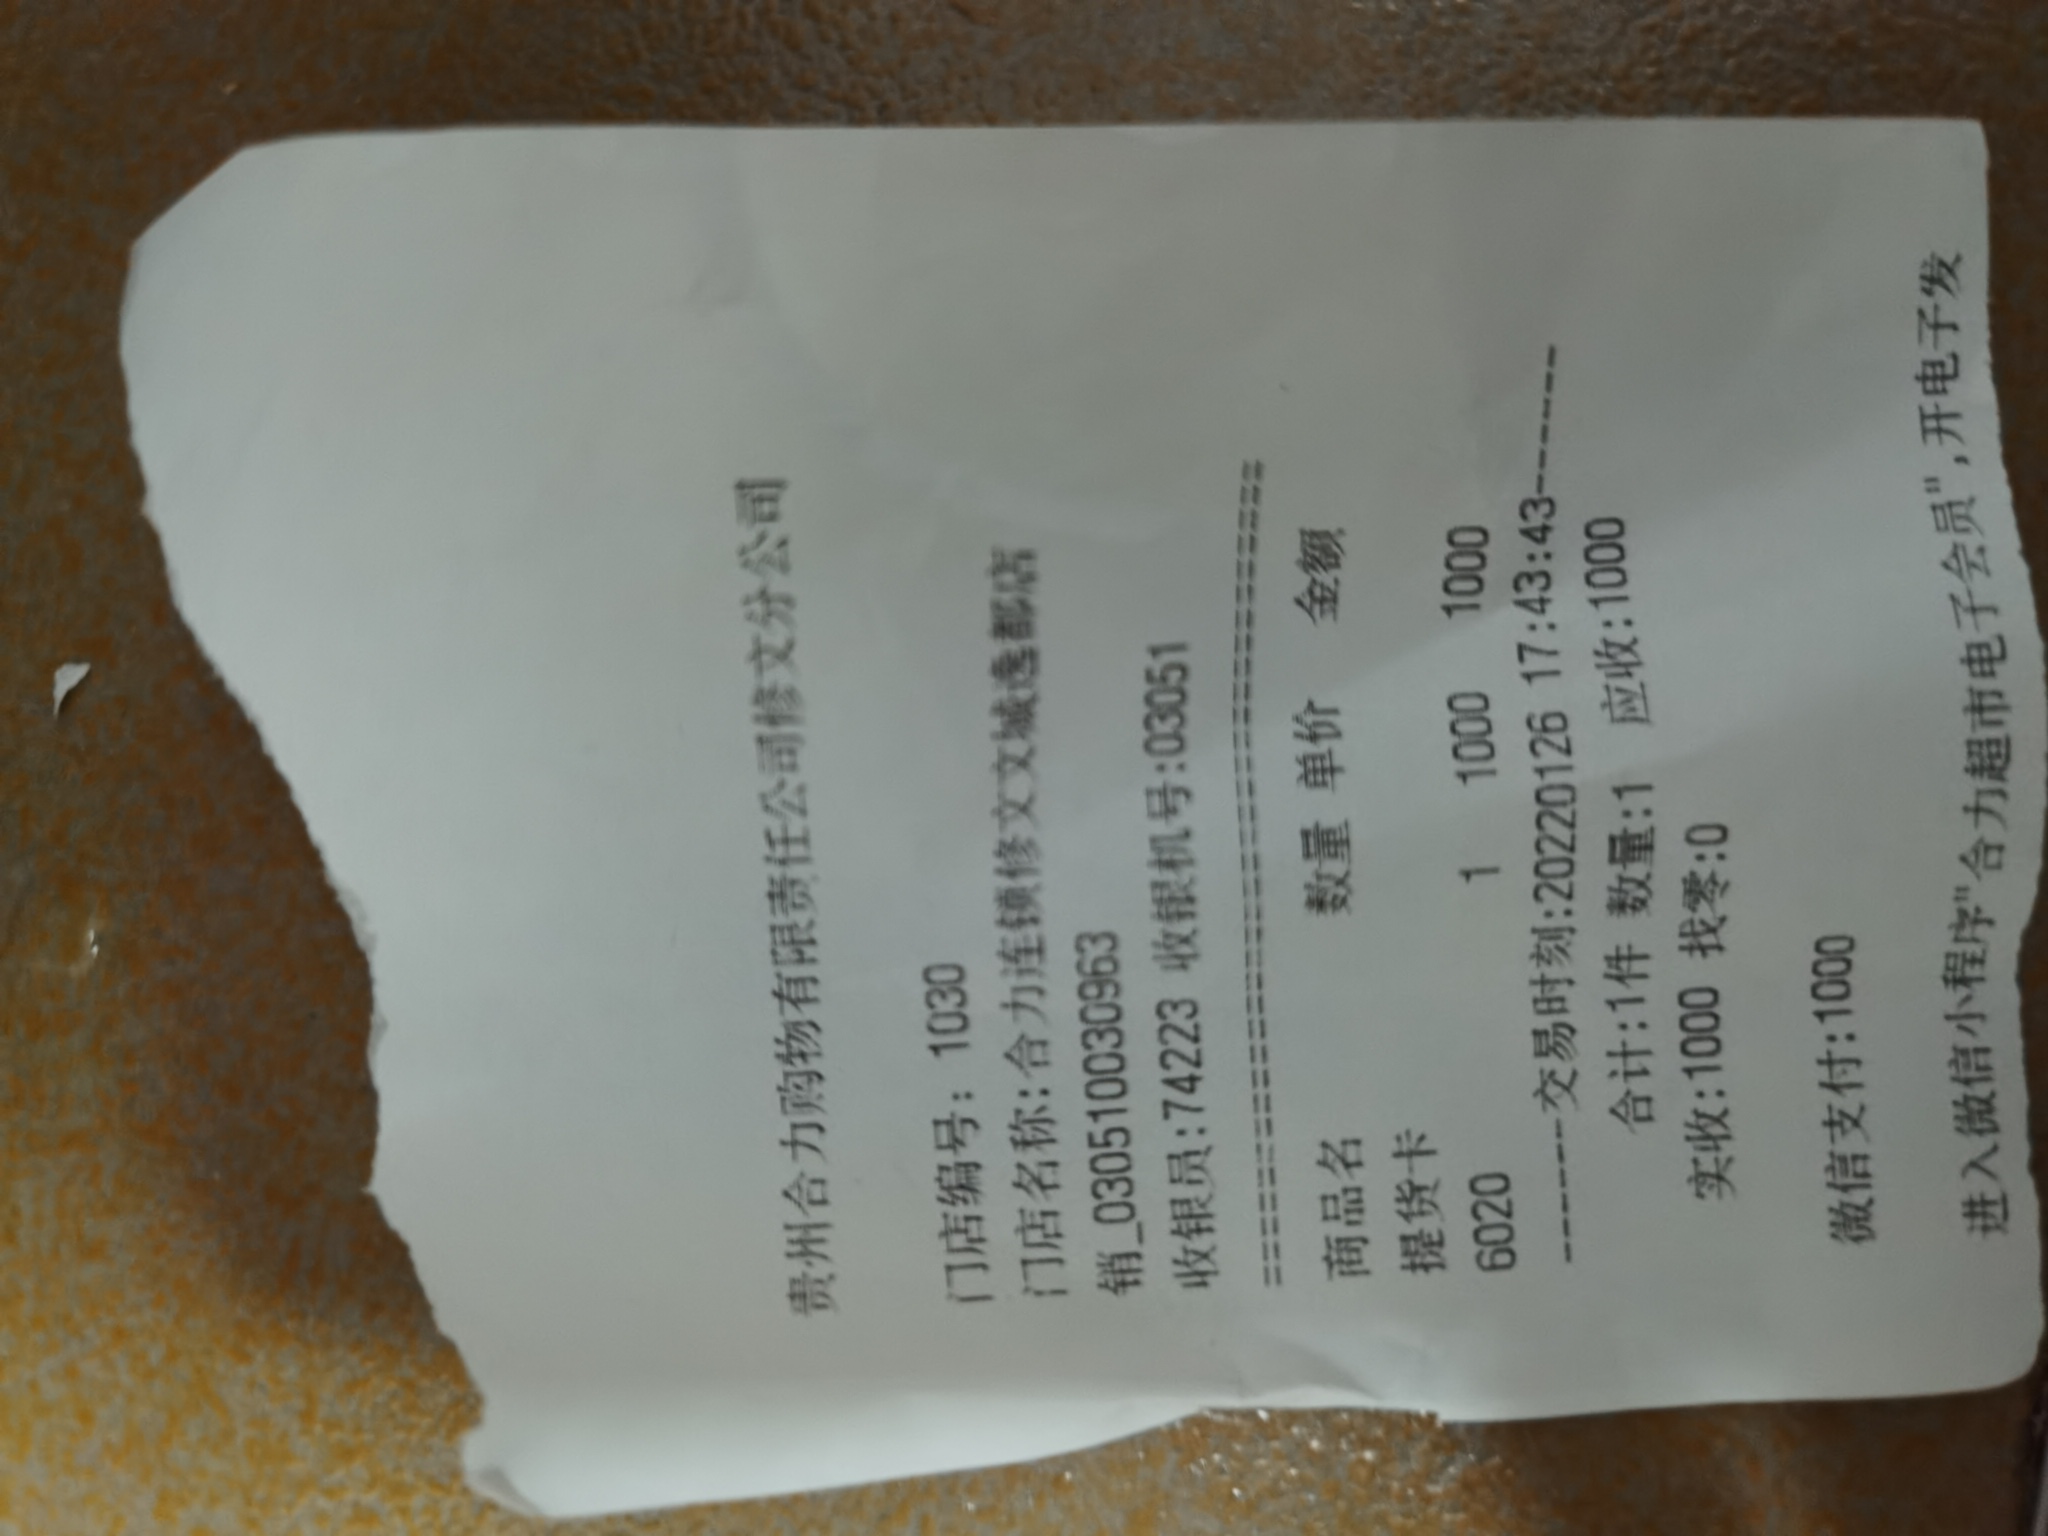 贵州合力购物有限责任公司修文分公司
门店编号: 1030
门店名称:合力连锁修文文城逸都店
销_0305100330963
收银员:74223 收银机号:03051
================================
商品名 数量 单价 金额
提货卡
6020 1 1000 1000
-------交易时刻:20220126 17:43:43-------
合计:1件 数量:1 应收:1000
实收:1000 找零:0
微信支付:1000
进入微信小程序"合力超市电子会员",开电子发